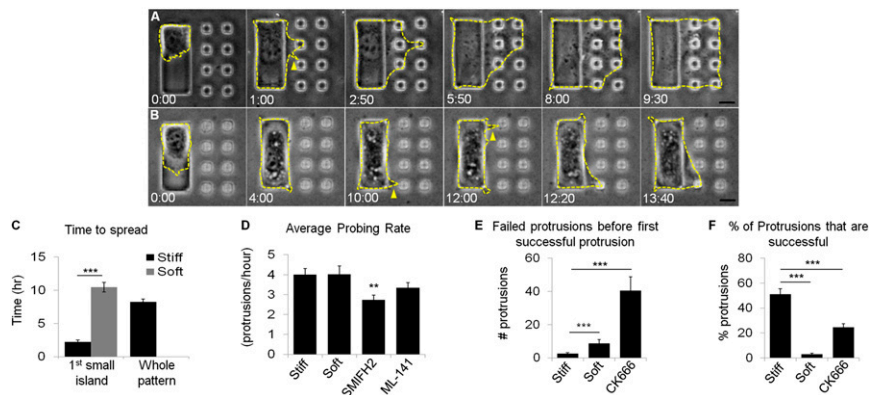 A
0:00 1:00 2:50 5:50 8:00 9:30
B
0:00 4:00 10:00 12:00 12:20 13:40
C Time to spread
*** Stiff
Soft
Time (hr)
15
10
5
0
1st small island
Whole pattern
D Average Probing Rate
(protrusions/hour)
6
5
4
3
2
1
0
**
Stiff
Soft
SMIFH2
ML-141
E Failed protrusions before first
successful protrusion
# protrusions
60
40
20
0
***
***
Stiff
Soft
CK666
F % of Protrusions that are
successful
% protrusions
80
60
40
20
0
***
***
Stiff
Soft
CK666